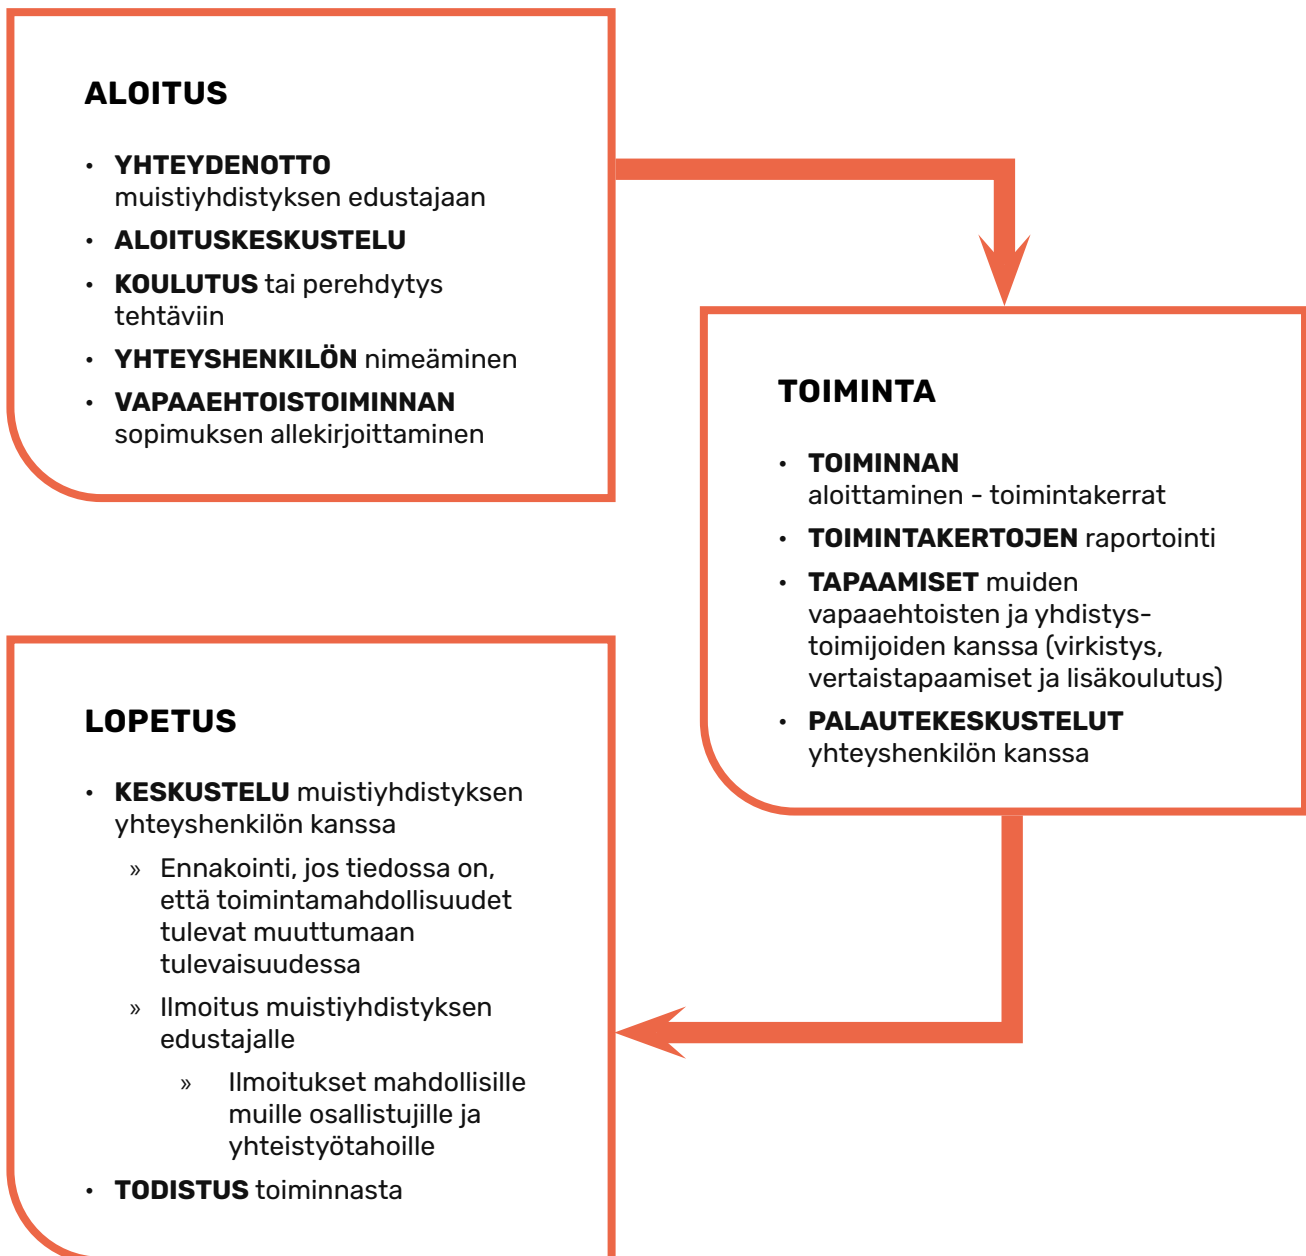 ALOITUS
• YHTEYDENOTTO
muistiyhdistyksen edustajaan
• ALOITUSKESKUSTELU
• KOULUTUS tai perehdytys
tehtäviin
• YHTEYSHENKILÖN nimeäminen
• VAPAAEHTOISTOIMINNAN
sopimuksen allekirjoittaminen
TOIMINTA
• TOIMINNAN
aloittaminen - toimintakerrat
• TOIMINTAKERTOJEN raportointi
• TAPAAMISET muiden
vapaaehtoisten ja yhdistys-
toimijoiden kanssa (virkistys,
vertaistapaamiset ja lisäkoulutus)
• PALAUTEKESKUSTELUT
yhteyshenkilön kanssa
LOPETUS
• KESKUSTELU muistiyhdistyksen
yhteyshenkilön kanssa
» Ennakointi, jos tiedossa on,
että toimintamahdollisuudet
tulevat muuttumaan
tulevaisuudessa
» Ilmoitus muistiyhdistyksen
edustajalle
» Ilmoitukset mahdollisille
muille osallistujille ja
yhteistyötahoille
• TODISTUS toiminnasta